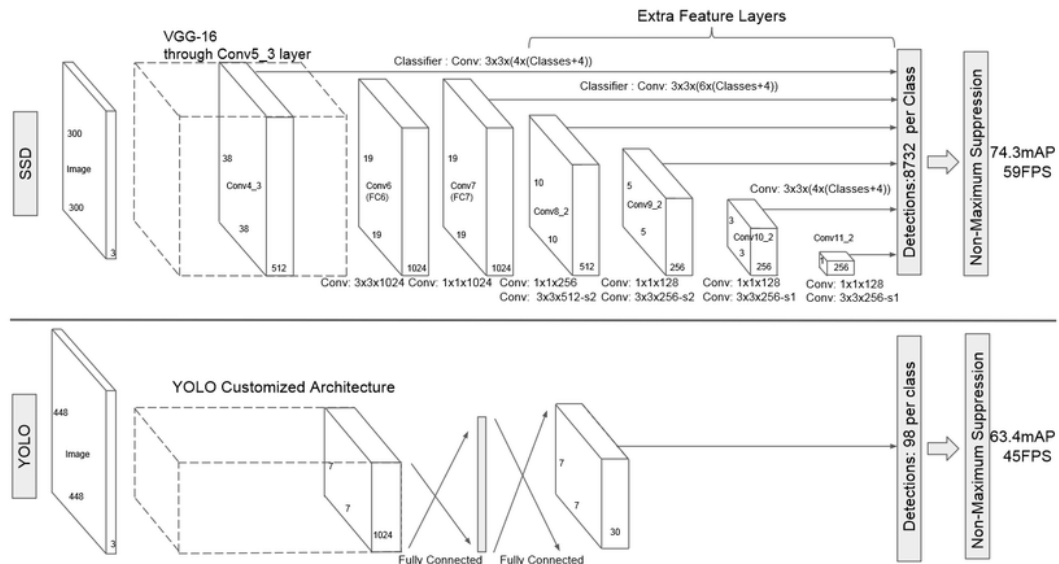 Extra Feature Layers
VGG-16
through Conv5_3 layer
Classifier : Conv: 3x3x(4x(Classes+4))
Classifier : Conv: 3x3x(6x(Classes+4))
Conv: 3x3x(4x(Classes+4))
SSD
300
Image
300
3
38
Conv4_3
38
512
19
Conv6
(FC6)
19
1024
19
Conv7
(FC7)
19
1024
10
Conv8_2
10
512
5
Conv9_2
5
256
3
Conv10_2
3
256
Conv11_2
1
256
Conv: 3x3x1024
Conv: 1x1x1024
Conv: 1x1x256
Conv: 3x3x512-s2
Conv: 1x1x128
Conv: 3x3x256-s2
Conv: 1x1x128
Conv: 3x3x256-s1
Conv: 1x1x128
Conv: 3x3x256-s1
Detections:8732 per Class
Non-Maximum Suppression
74.3mAP
59FPS
YOLO
448
Image
448
3
YOLO Customized Architecture
7
7
1024
Fully Connected
Fully Connected
7
7
30
Detections: 98 per class
Non-Maximum Suppression
63.4mAP
45FPS